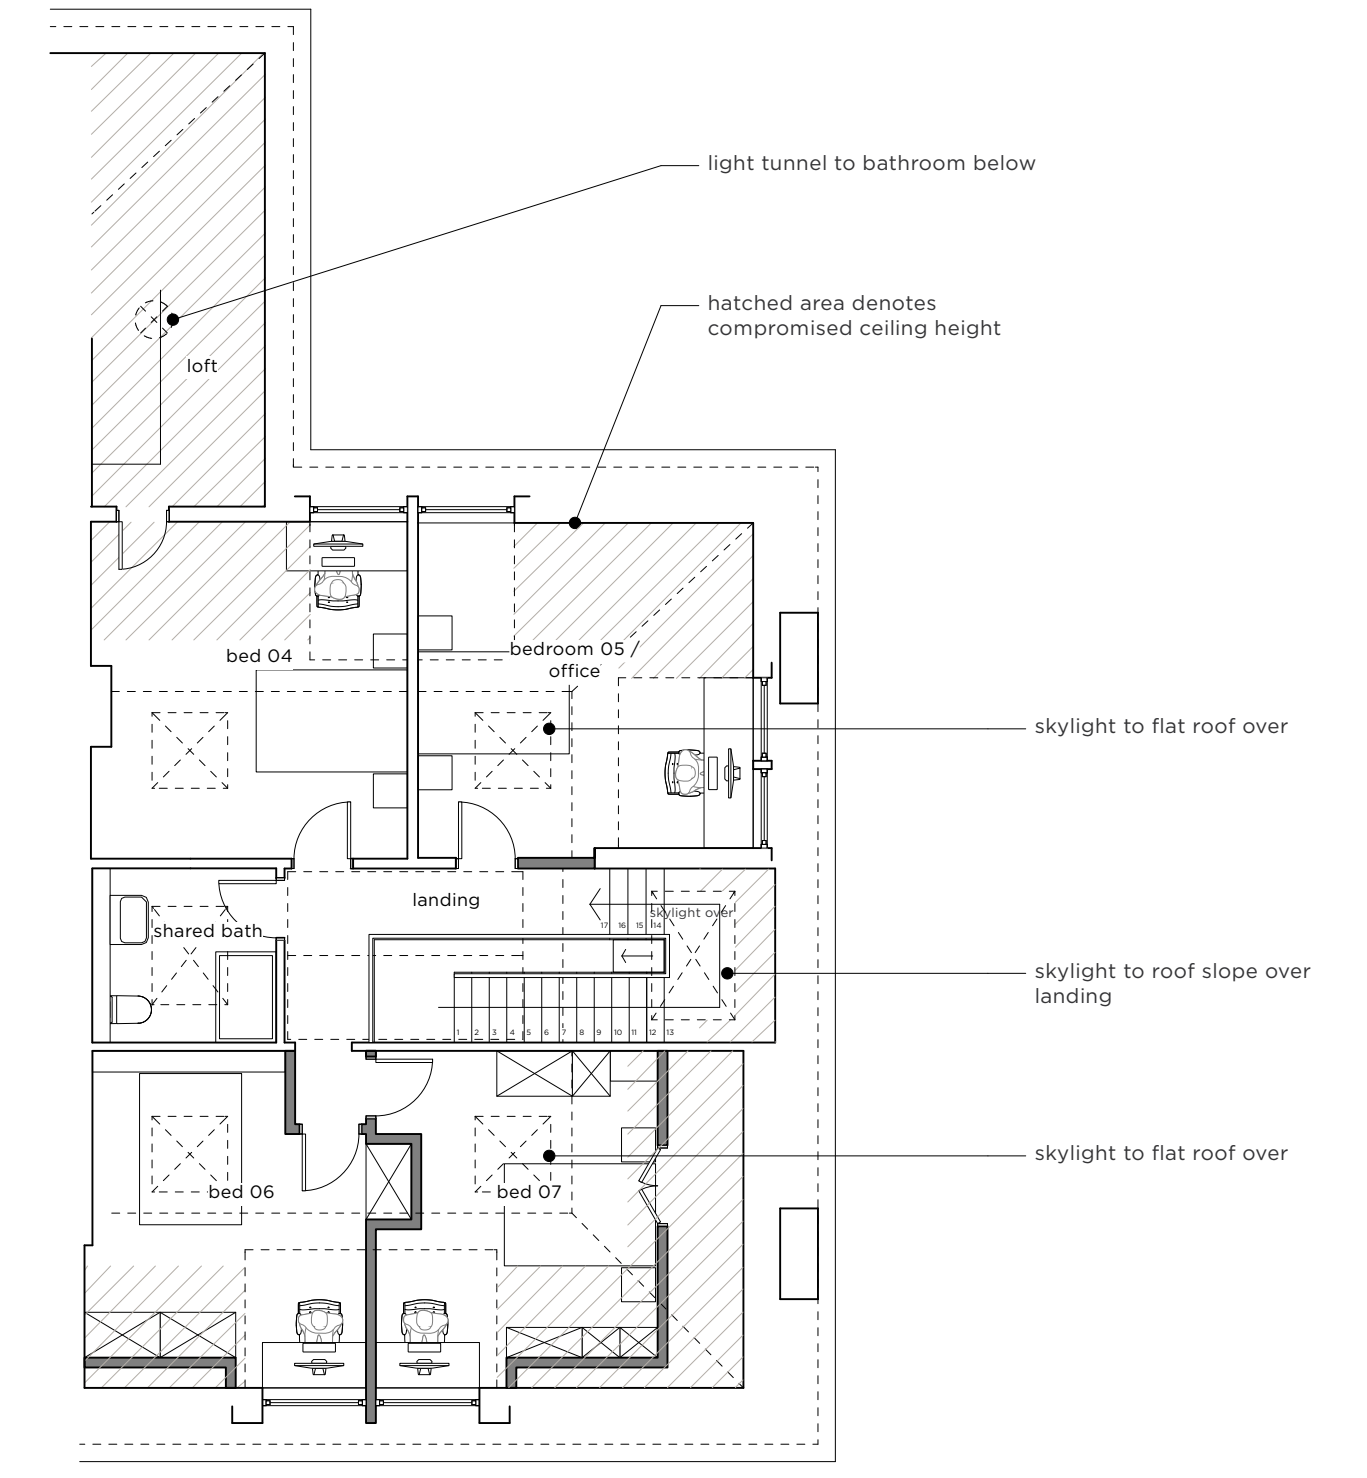 light tunnel to bathroom below
hatched area denotes
compromised ceiling height
loft
bed 04
bedroom 05 /
office
skylight to flat roof over
landing
skylight over
17 16 15 14
shared bath
skylight to roof slope over
landing
1 2 3 4 5 6 7 8 9 10 11 12 13
skylight to flat roof over
bed 06
bed 07